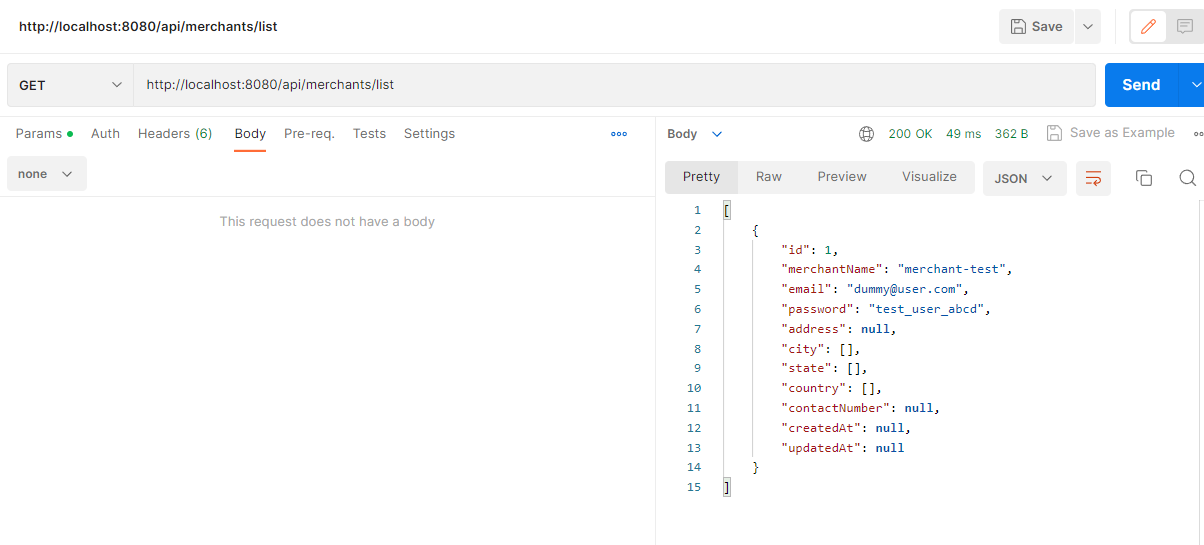 http://localhost:8080/api/merchants/list
Save
GET
http://localhost:8080/api/merchants/list
Send
Params
Auth
Headers (6)
Body
Pre-req.
Tests
Settings
none
This request does not have a body
Body
200 OK
49 ms
362 B
Save as Example
Pretty
Raw
Preview
Visualize
JSON
1 [
2 {
3 "id": 1,
4 "merchantName": "merchant-test",
5 "email": "dummy@user.com",
6 "password": "test_user_abcd",
7 "address": null,
8 "city": [],
9 "state": [],
10 "country": [],
11 "contactNumber": null,
12 "createdAt": null,
13 "updatedAt": null
14 }
15 ]